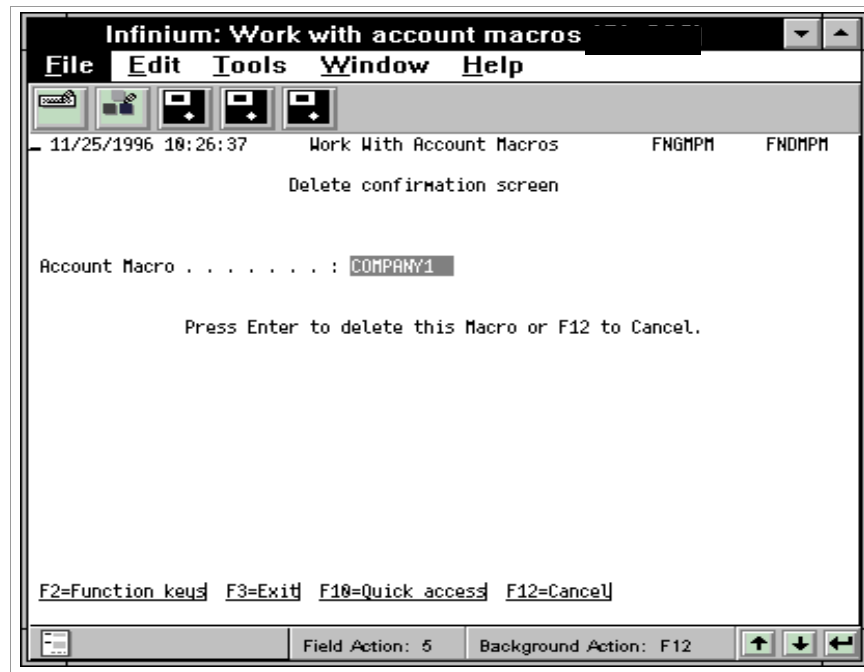 Infinium: Work with account macros
File Edit Tools Window Help
11/25/1996 10:26:37 Work With Account Macros FNGMPM FNDMPM
Delete confirmation screen
Account Macro . . . . . . . : COMPANY1
Press Enter to delete this Macro or F12 to Cancel.
F2=Function keys F3=Exit F10=Quick access F12=Cancel
Field Action: 5 Background Action: F12